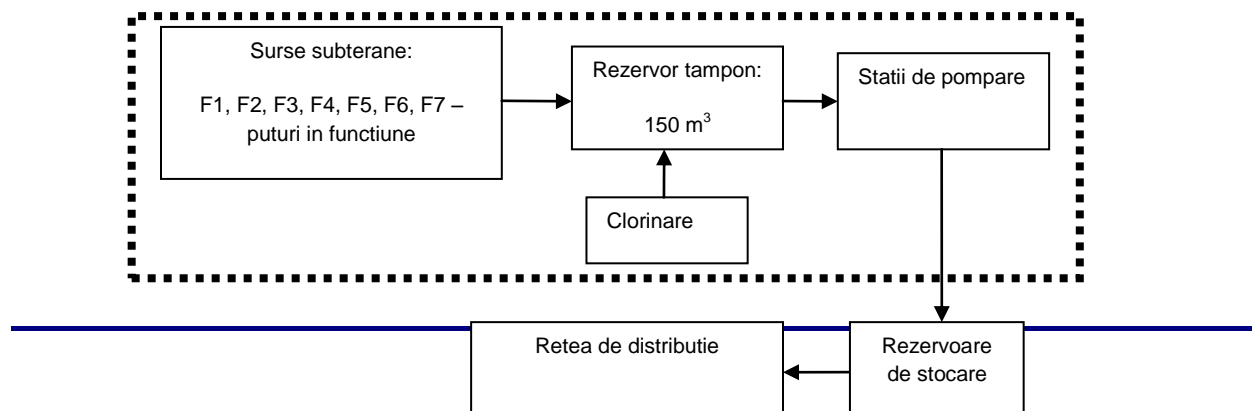 Surse subterane:
F1, F2, F3, F4, F5, F6, F7 –
puturi in functiune
Rezervor tampon:
150 m³
Statii de pompare
Clorinare
Retea de distributie
Rezervoare
de stocare